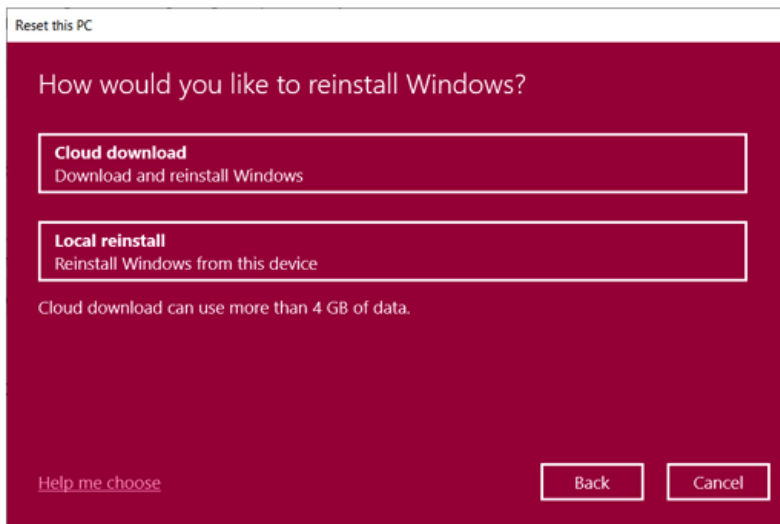 Reset this PC
How would you like to reinstall Windows?
Cloud download
Download and reinstall Windows
Local reinstall
Reinstall Windows from this device
Cloud download can use more than 4 GB of data.
Help me choose
Back
Cancel